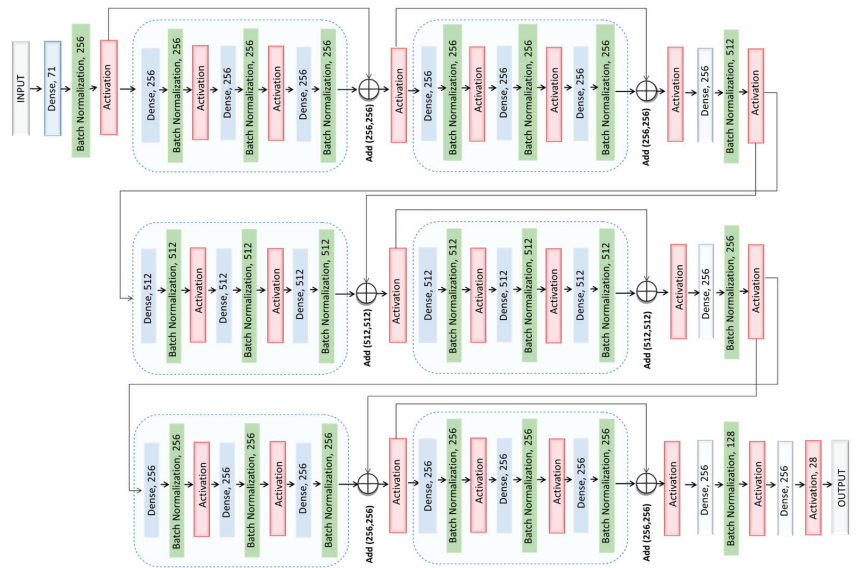 INPUT
Dense, 71
Batch Normalization, 256
Activation
Dense, 256
Batch Normalization, 256
Activation
Dense, 256
Batch Normalization, 256
Activation
Dense, 256
Batch Normalization, 256
Add (256,256)
Activation
Dense, 256
Batch Normalization, 256
Activation
Dense, 256
Batch Normalization, 256
Activation
Dense, 256
Batch Normalization, 256
Add (256,256)
Activation
Dense, 256
Batch Normalization, 512
Activation
Dense, 512
Batch Normalization, 512
Activation
Dense, 512
Batch Normalization, 512
Activation
Dense, 512
Batch Normalization, 512
Add (512,512)
Activation
Dense, 512
Batch Normalization, 512
Activation
Dense, 512
Batch Normalization, 512
Activation
Dense, 512
Batch Normalization, 512
Add (512,512)
Activation
Dense, 256
Batch Normalization, 256
Activation
Dense, 256
Batch Normalization, 256
Activation
Dense, 256
Batch Normalization, 256
Activation
Dense, 256
Batch Normalization, 256
Add (256,256)
Activation
Dense, 256
Batch Normalization, 256
Activation
Dense, 256
Batch Normalization, 256
Activation
Dense, 256
Batch Normalization, 256
Add (256,256)
Activation
Dense, 256
Batch Normalization, 128
Activation
Dense, 256
Activation, 28
OUTPUT